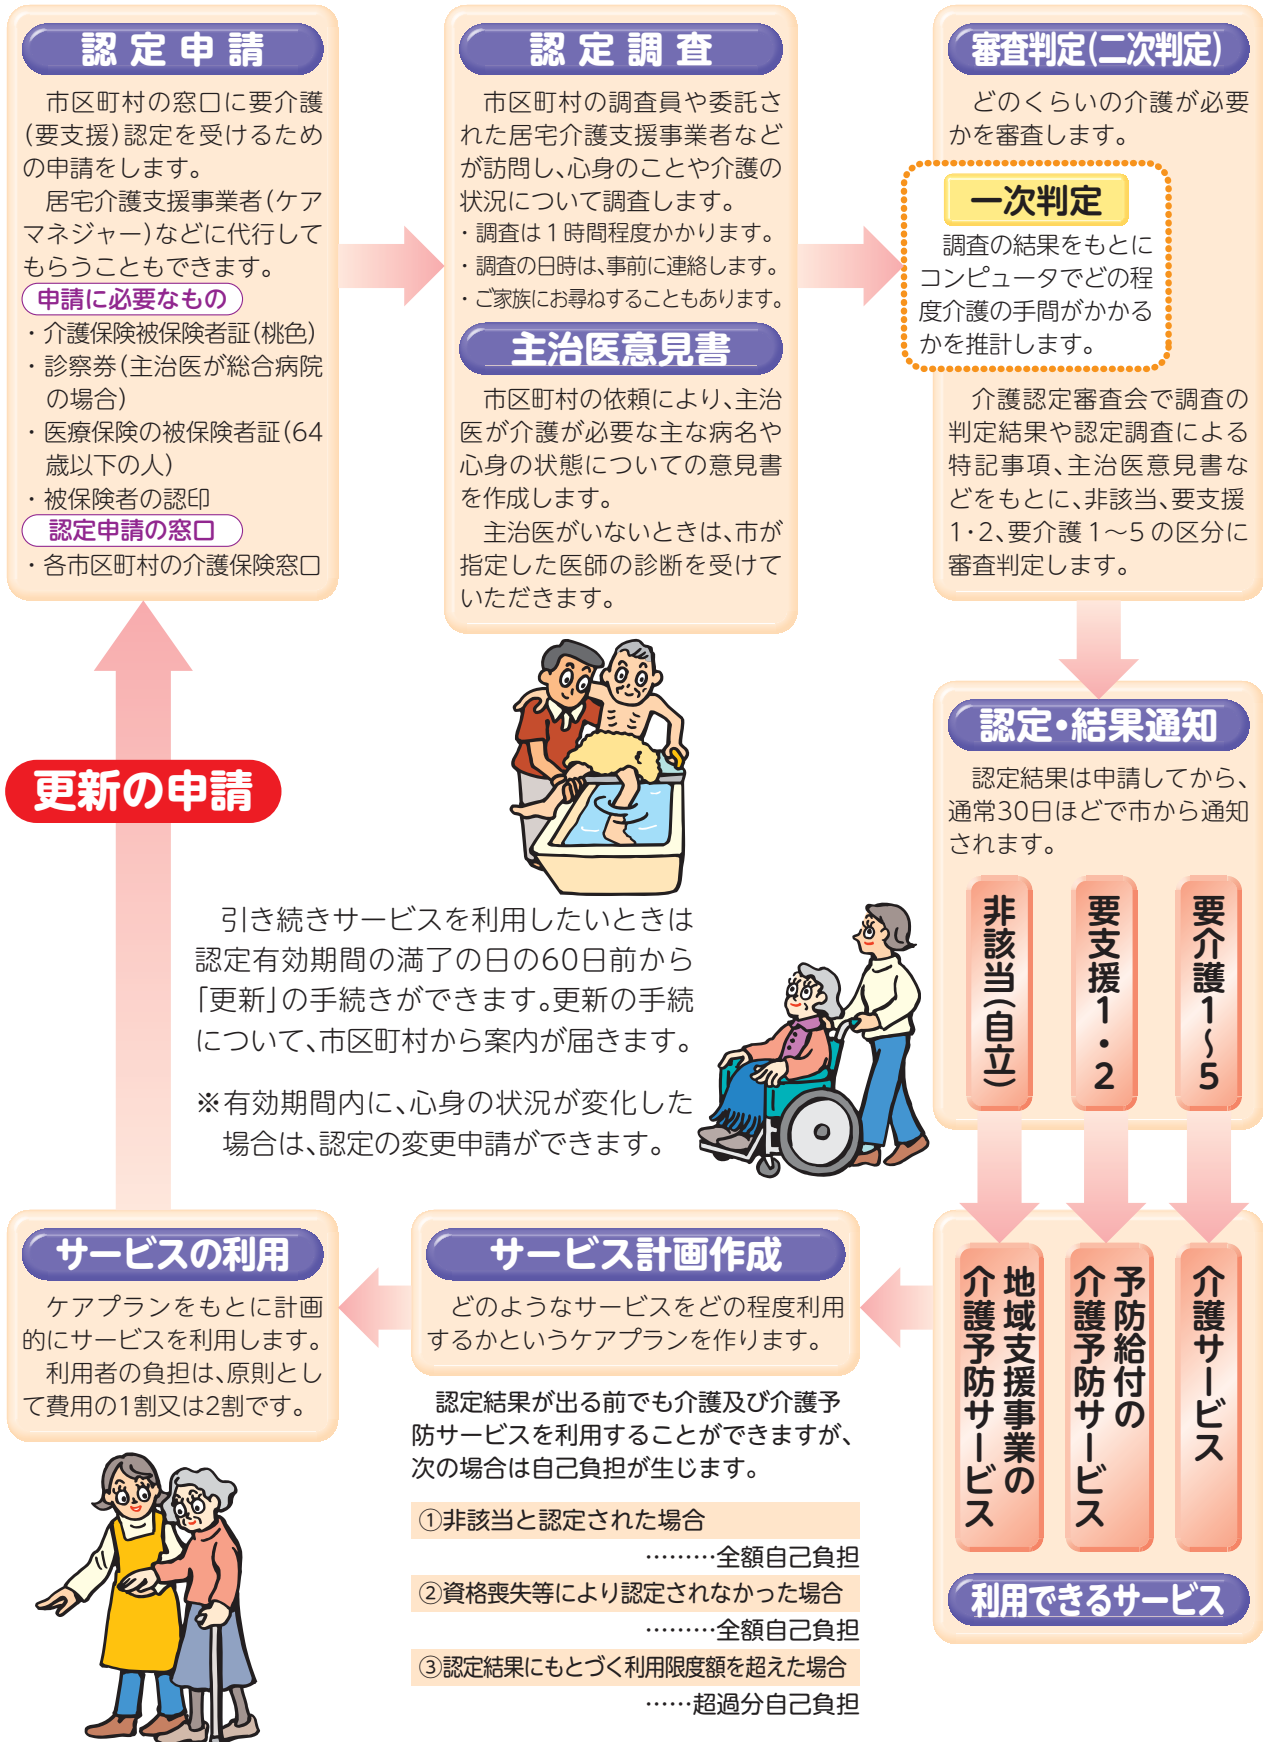 認定申請
市区町村の窓口に要介護
(要支援)認定を受けるため
の申請をします。
居宅介護支援事業者(ケア
マネジャー)などに代行して
もらうこともできます。
申請に必要なもの
・介護保険被保険者証(桃色)
・診察券(主治医が総合病院
の場合)
・医療保険の被保険者証(64
歳以下の人)
・被保険者の認印
認定申請の窓口
・各市区町村の介護保険窓口
認定調査
市区町村の調査員や委託さ
れた居宅介護支援事業者など
が訪問し、心身のことや介護の
状況について調査します。
・調査は1時間程度かかります。
・調査の日時は、事前に連絡します。
・ご家族にお尋ねすることもあります。
主治医意見書
市区町村の依頼により、主治
医が介護が必要な主な病名や
心身の状態についての意見書
を作成します。
主治医がいないときは、市が
指定した医師の診断を受けて
いただきます。
審査判定(二次判定)
どのくらいの介護が必要
かを審査します。
一次判定
調査の結果をもとに
コンピュータでどの程
度介護の手間がかかる
かを推計します。
介護認定審査会で調査の
判定結果や認定調査による
特記事項、主治医意見書な
どをもとに、非該当、要支援
1・2、要介護1～5の区分に
審査判定します。
認定・結果通知
認定結果は申請してから、
通常30日ほどで市から通知
されます。
非該当(自立)
要支援1・2
要介護1～5
更新の申請
引き続きサービスを利用したいときは
認定有効期間の満了の日の60日前から
「更新」の手続きができます。更新の手続
について、市区町村から案内が届きます。
※有効期間内に、心身の状況が変化した
場合は、認定の変更申請ができます。
地域支援事業の
介護予防サービス
予防給付の
介護予防サービス
介護サービス
利用できるサービス
サービス計画作成
どのようなサービスをどの程度利用
するかというケアプランを作ります。
認定結果が出る前でも介護及び介護予
防サービスを利用することができますが、
次の場合は自己負担が生じます。
①非該当と認定された場合
………全額自己負担
②資格喪失等により認定されなかった場合
………全額自己負担
③認定結果にもとづく利用限度額を超えた場合
……超過分自己負担
サービスの利用
ケアプランをもとに計画
的にサービスを利用します。
利用者の負担は、原則とし
て費用の1割又は2割です。